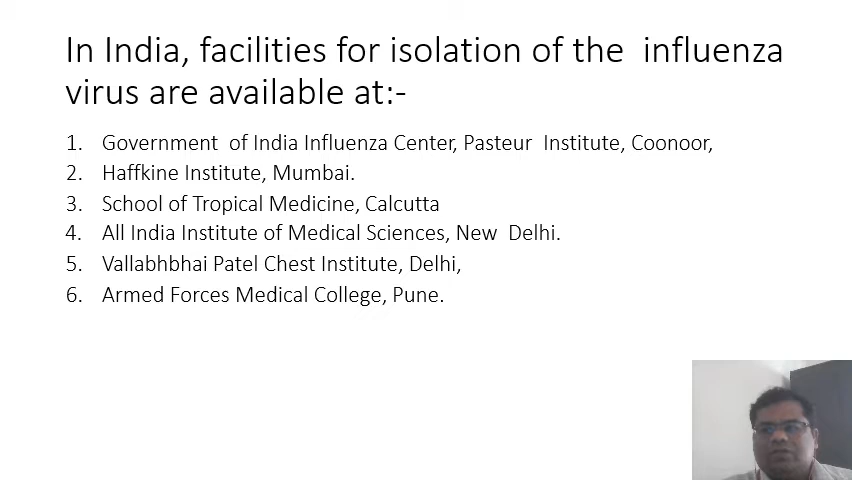 In India, facilities for isolation of the influenza
virus are available at:-
1. Government of India Influenza Center, Pasteur Institute, Coonoor,
2. Haffkine Institute, Mumbai.
3. School of Tropical Medicine, Calcutta
4. All India Institute of Medical Sciences, New Delhi.
5. Vallabhbhai Patel Chest Institute, Delhi,
6. Armed Forces Medical College, Pune.